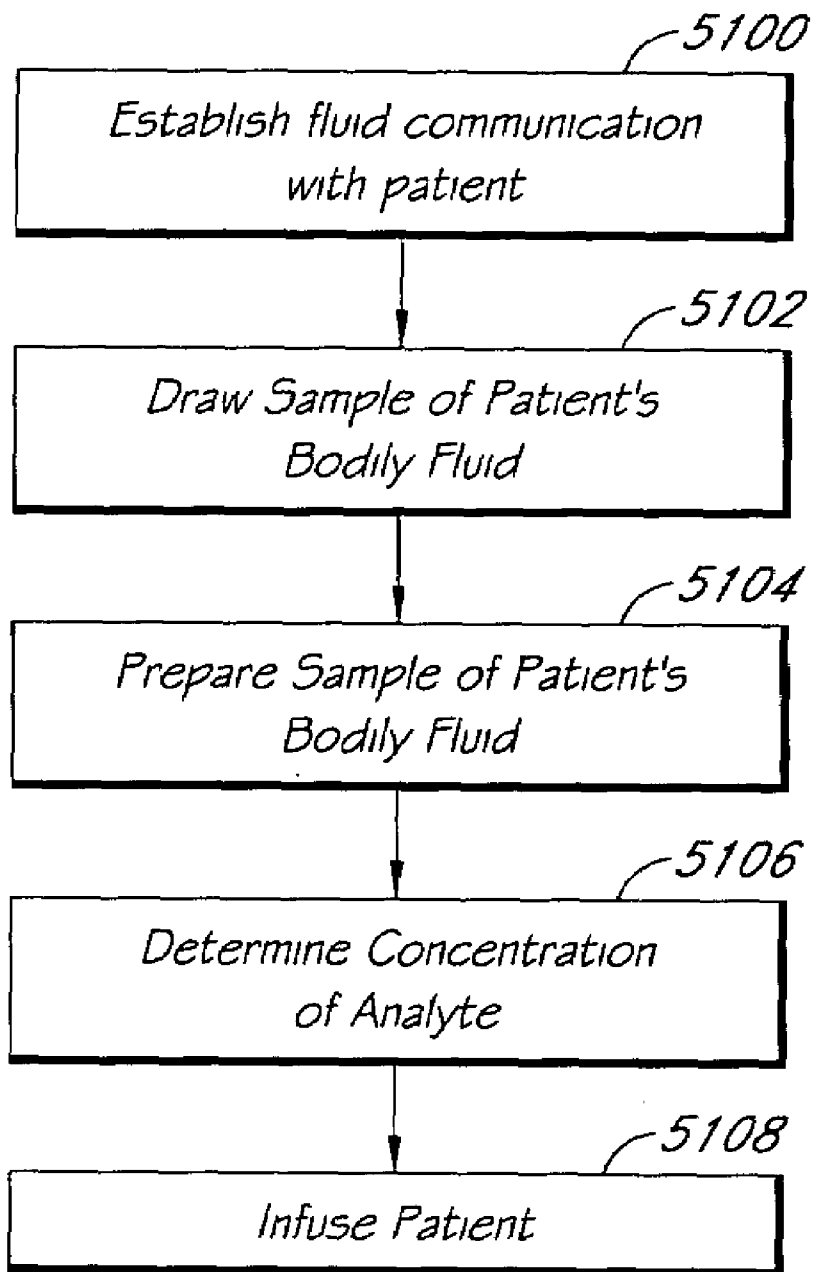 5100
Establish fluid communication
with patient
5102
Draw Sample of Patient's
Bodily Fluid
5104
Prepare Sample of Patient's
Bodily Fluid
5106
Determine Concentration
of Analyte
5108
Infuse Patient